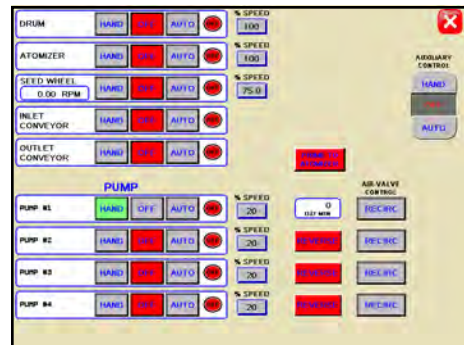 DRUM HAND OFF AUTO
% SPEED
100
ATOMIZER HAND OFF AUTO
% SPEED
100
SEED WHEEL
0.00 RPM HAND OFF AUTO
% SPEED
75.0
INLET
CONVEYOR HAND OFF AUTO
OUTLET
CONVEYOR HAND OFF AUTO
AUXILIARY
CONTROL
HAND
AUTO
PUMP
AIR-VALVE
CONTROL
PUMP #1 HAND OFF AUTO
% SPEED
20
0
RECIRC
PUMP #2 HAND OFF AUTO
% SPEED
20
REVERSE
RECIRC
PUMP #3 HAND OFF AUTO
% SPEED
20
REVERSE
RECIRC
PUMP #4 HAND OFF AUTO
% SPEED
20
REVERSE
RECIRC